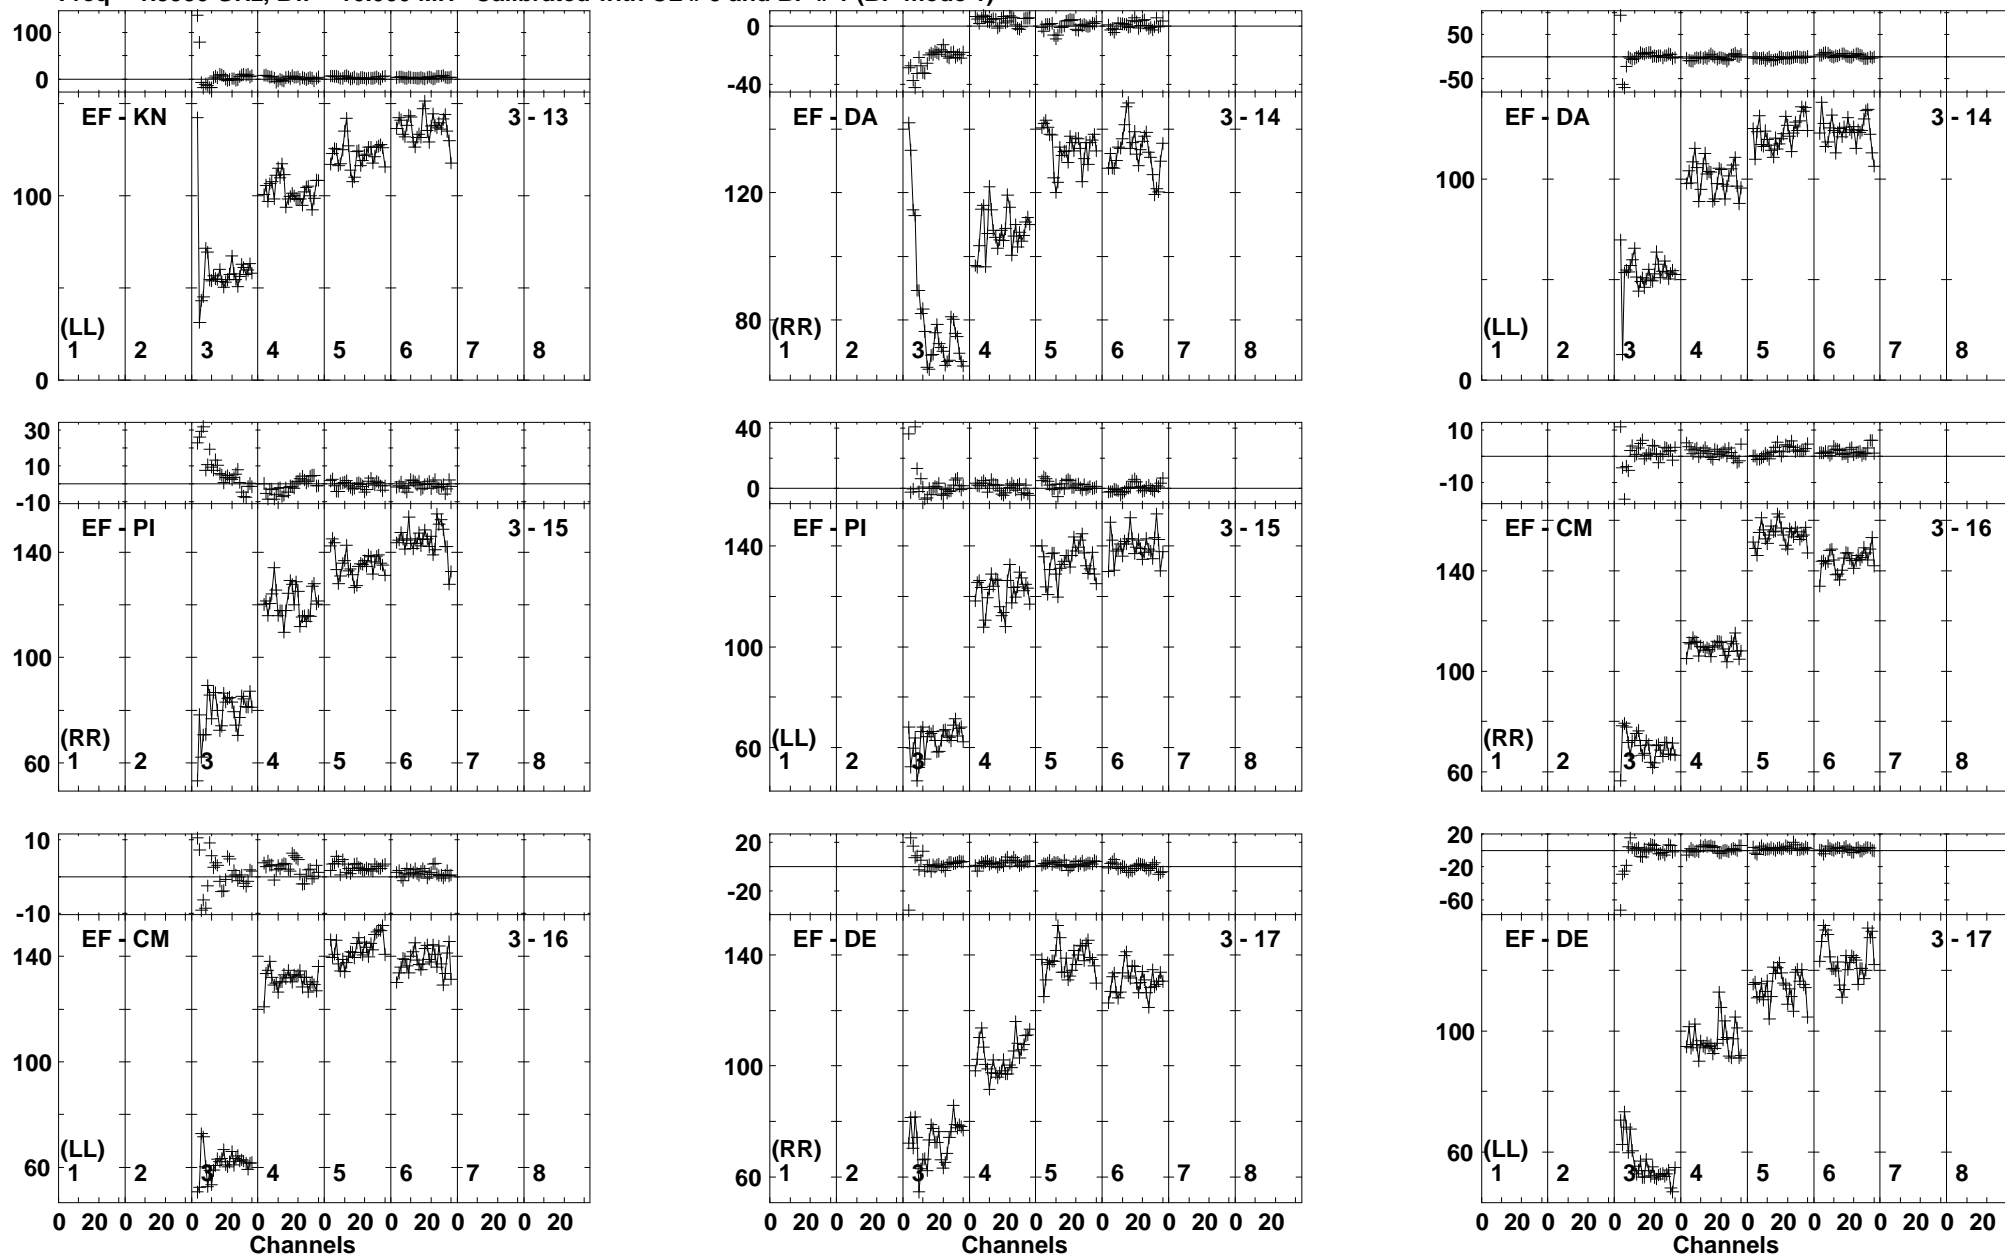 100 0 -40 50
0 -50
EF - KN 3 - 13 EF - DA 3 - 14 EF - DA 3 - 14
100 120 100
(LL) 80 (RR) (LL)
1 2 3 4 5 6 7 8 1 2 3 4 5 6 7 8 1 2 3 4 5 6 7 8
0 0
30 40 10
10 0 -10
-10
EF - PI 3 - 15 EF - PI 3 - 15 EF - CM 3 - 16
140 140 140
100 100 100
(RR) (LL) (RR)
60 1 2 3 4 5 6 7 8 60 1 2 3 4 5 6 7 8 60 1 2 3 4 5 6 7 8
10 20 20
-10 -20 -20
-60
EF - CM 3 - 16 EF - DE 3 - 17 EF - DE 3 - 17
140 140
100 100 100
(LL) (RR) (LL)
60 1 2 3 4 5 6 7 8 60 1 2 3 4 5 6 7 8 60 1 2 3 4 5 6 7 8
0 20 0 20 0 20 0 20 0 20 0 20 0 20 0 20 0 20 0 20 0 20 0 20 0 20 0 20 0 20 0 20 0 20 0 20 0 20 0 20 0 20 0 20 0 20 0 20
Channels Channels